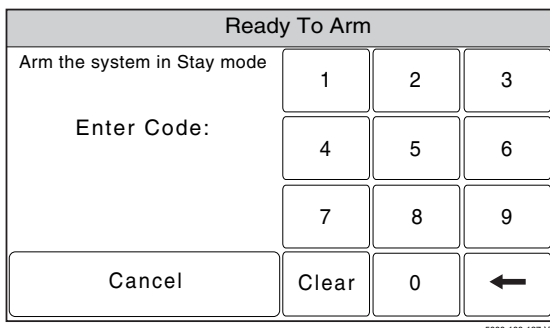 Ready To Arm
Arm the system in Stay mode
Enter Code:
1 2 3
4 5 6
7 8 9
Cancel Clear 0 ←